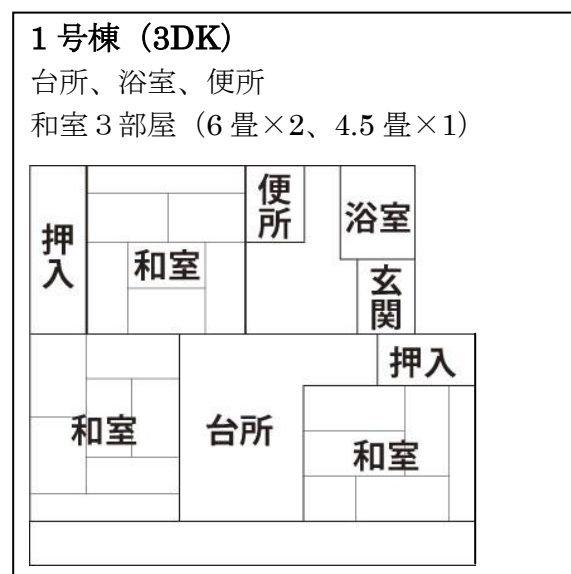 1号棟（3DK）
台所、浴室、便所
和室３部屋（6 畳×2、4.5 畳×1）
便所
浴室
押入
和室
玄関
押入
和室
台所
和室